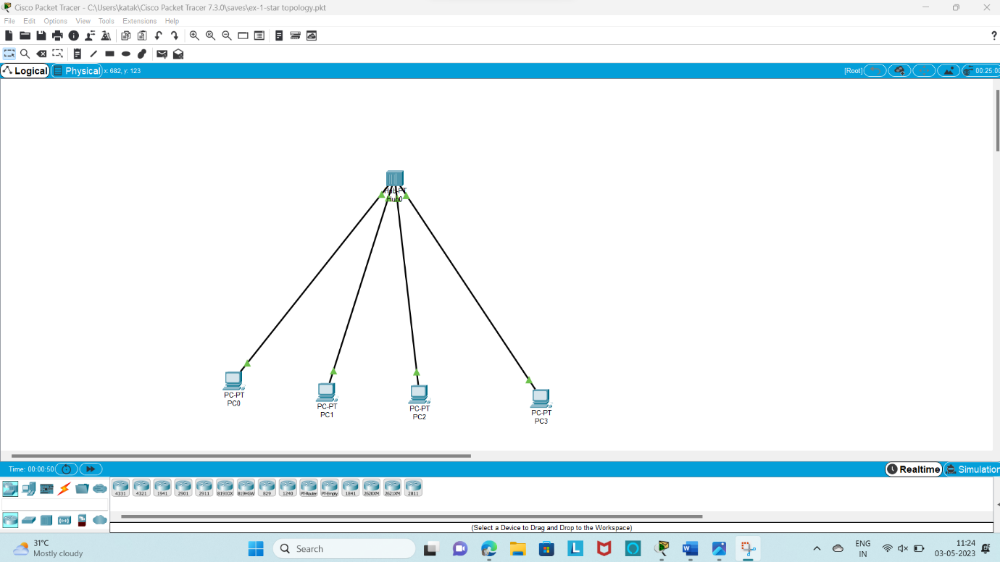 Cisco Packet Tracer - C:\Users\katak\Cisco Packet Tracer 7.3.0\saves\ex-1-star topology.pkt
File Edit Options View Tools Extensions Help
?
Logical Physical x: 682, y: 123 [Root] 00:25:00
Hub-PT
Hub0
PC-PT
PC0
PC-PT
PC1
PC-PT
PC2
PC-PT
PC3
Time: 00:00:50 Realtime Simulation
4331 4321 1941 2901 2911 819IOX 819HGW 829 1240 PT-Router PT-Empty 1841 2620XM 2621XM 2811
(Select a Device to Drag and Drop to the Workspace)
31°C
Mostly cloudy
Search
L
W
ENG
IN
11:24
03-05-2023